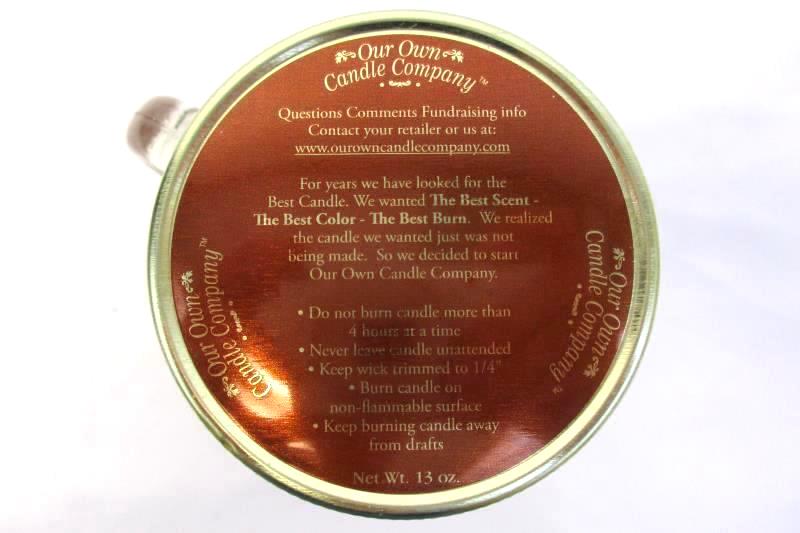 Our Own
Candle Company™
Questions Comments Fundraising info
Contact your retailer or us at:
www.ourowncandlecompany.com
For years we have looked for the
Best Candle. We wanted The Best Scent -
The Best Color - The Best Burn. We realized
the candle we wanted just was not
being made. So we decided to start
Our Own Candle Company.
• Do not burn candle more than
4 hours at a time
• Never leave candle unattended
• Keep wick trimmed to 1/4"
• Burn candle on
non-flammable surface
• Keep burning candle away
from drafts
Net Wt. 13 oz.
Our Own
Candle Company™
Our Own
Candle Company™